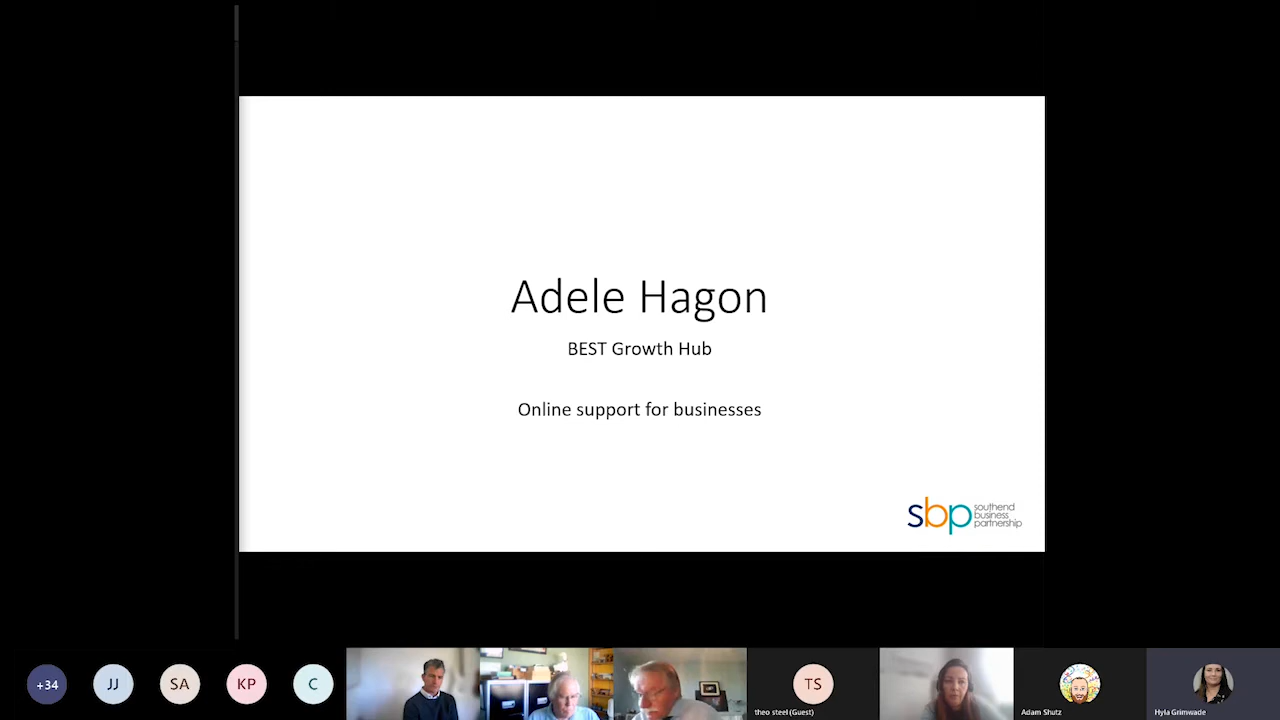 Adele Hagon
BEST Growth Hub
Online support for businesses
sbp
southend
business
partnership
+34
JJ
SA
KP
C
TS
theo steel (Guest)
Adam Shutz
Hyla Grimwade